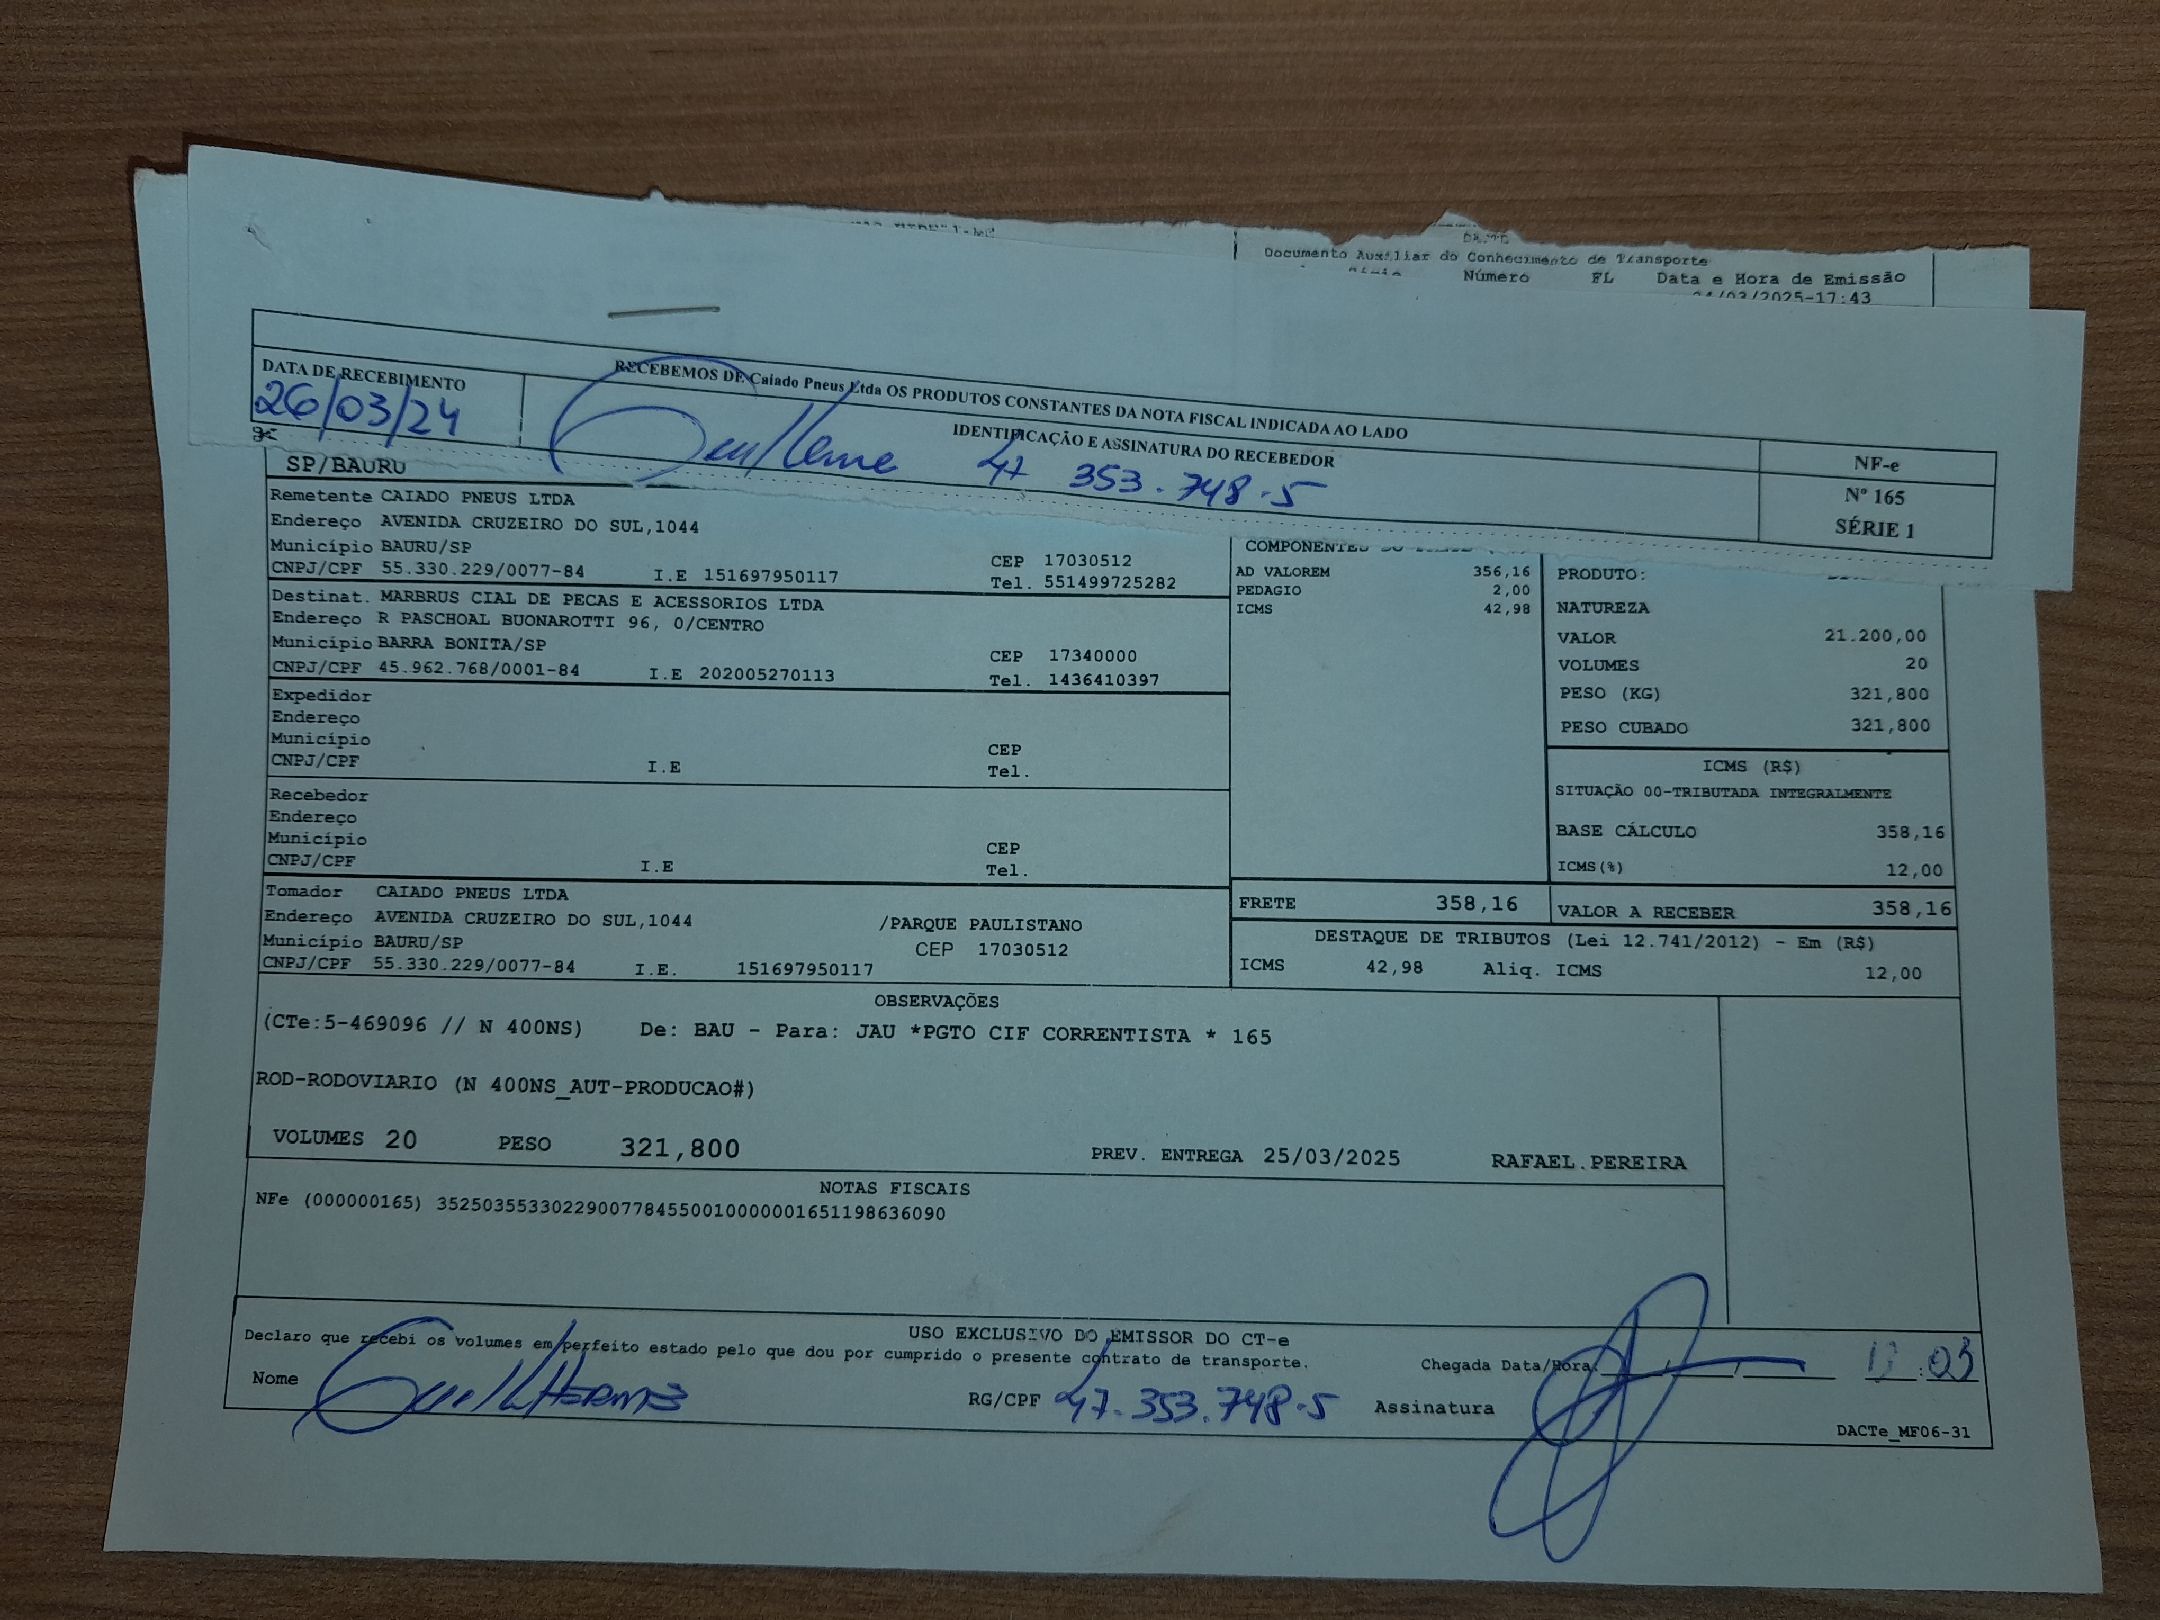 DACTE
Documento Auxiliar do Conhecimento de Transporte
Número FL Data e Hora de Emissão
/03/2025-17:43
RECEBEMOS DE Caiado Pneus Ltda OS PRODUTOS CONSTANTES DA NOTA FISCAL INDICADA AO LADO
DATA DE RECEBIMENTO
26/03/24
IDENTIFICAÇÃO E ASSINATURA DO RECEBEDOR
Guilherme 47 353.748-5
NF-e
Nº 165
SÉRIE 1
SP/BAURU
Remetente CAIADO PNEUS LTDA
Endereço AVENIDA CRUZEIRO DO SUL,1044
Município BAURU/SP CEP 17030512
CNPJ/CPF 55.330.229/0077-84 I.E 151697950117 Tel. 551499725282
Destinat. MARBRUS CIAL DE PECAS E ACESSORIOS LTDA
Endereço R PASCHOAL BUONAROTTI 96, 0/CENTRO
Município BARRA BONITA/SP CEP 17340000
CNPJ/CPF 45.962.768/0001-84 I.E 202005270113 Tel. 1436410397
Expedidor
Endereço
Município CEP
CNPJ/CPF I.E Tel.
Recebedor
Endereço
Município CEP
CNPJ/CPF I.E Tel.
Tomador CAIADO PNEUS LTDA
Endereço AVENIDA CRUZEIRO DO SUL,1044 /PARQUE PAULISTANO
Município BAURU/SP CEP 17030512
CNPJ/CPF 55.330.229/0077-84 I.E. 151697950117
COMPONENTES
AD VALOREM 356,16
PEDAGIO 2,00
ICMS 42,98
PRODUTO:
NATUREZA
VALOR 21.200,00
VOLUMES 20
PESO (KG) 321,800
PESO CUBADO 321,800
ICMS (R$)
SITUAÇÃO 00-TRIBUTADA INTEGRALMENTE
BASE CÁLCULO 358,16
ICMS(%) 12,00
FRETE 358,16 VALOR A RECEBER 358,16
DESTAQUE DE TRIBUTOS (Lei 12.741/2012) - Em (R$)
ICMS 42,98 Aliq. ICMS 12,00
OBSERVAÇÕES
(CTe:5-469096 // N 400NS) De: BAU - Para: JAU *PGTO CIF CORRENTISTA * 165
ROD-RODOVIARIO (N 400NS_AUT-PRODUCAO#)
VOLUMES 20 PESO 321,800 PREV. ENTREGA 25/03/2025 RAFAEL.PEREIRA
NOTAS FISCAIS
NFe (000000165) 35250355330229007784550010000001651198636090
USO EXCLUSIVO DO EMISSOR DO CT-e
Declaro que recebi os volumes em perfeito estado pelo que dou por cumprido o presente contrato de transporte.
Chegada Data/Hora: / / : 03
Nome Guilherme RG/CPF 47.353.748-5 Assinatura
DACTe_MF06-31